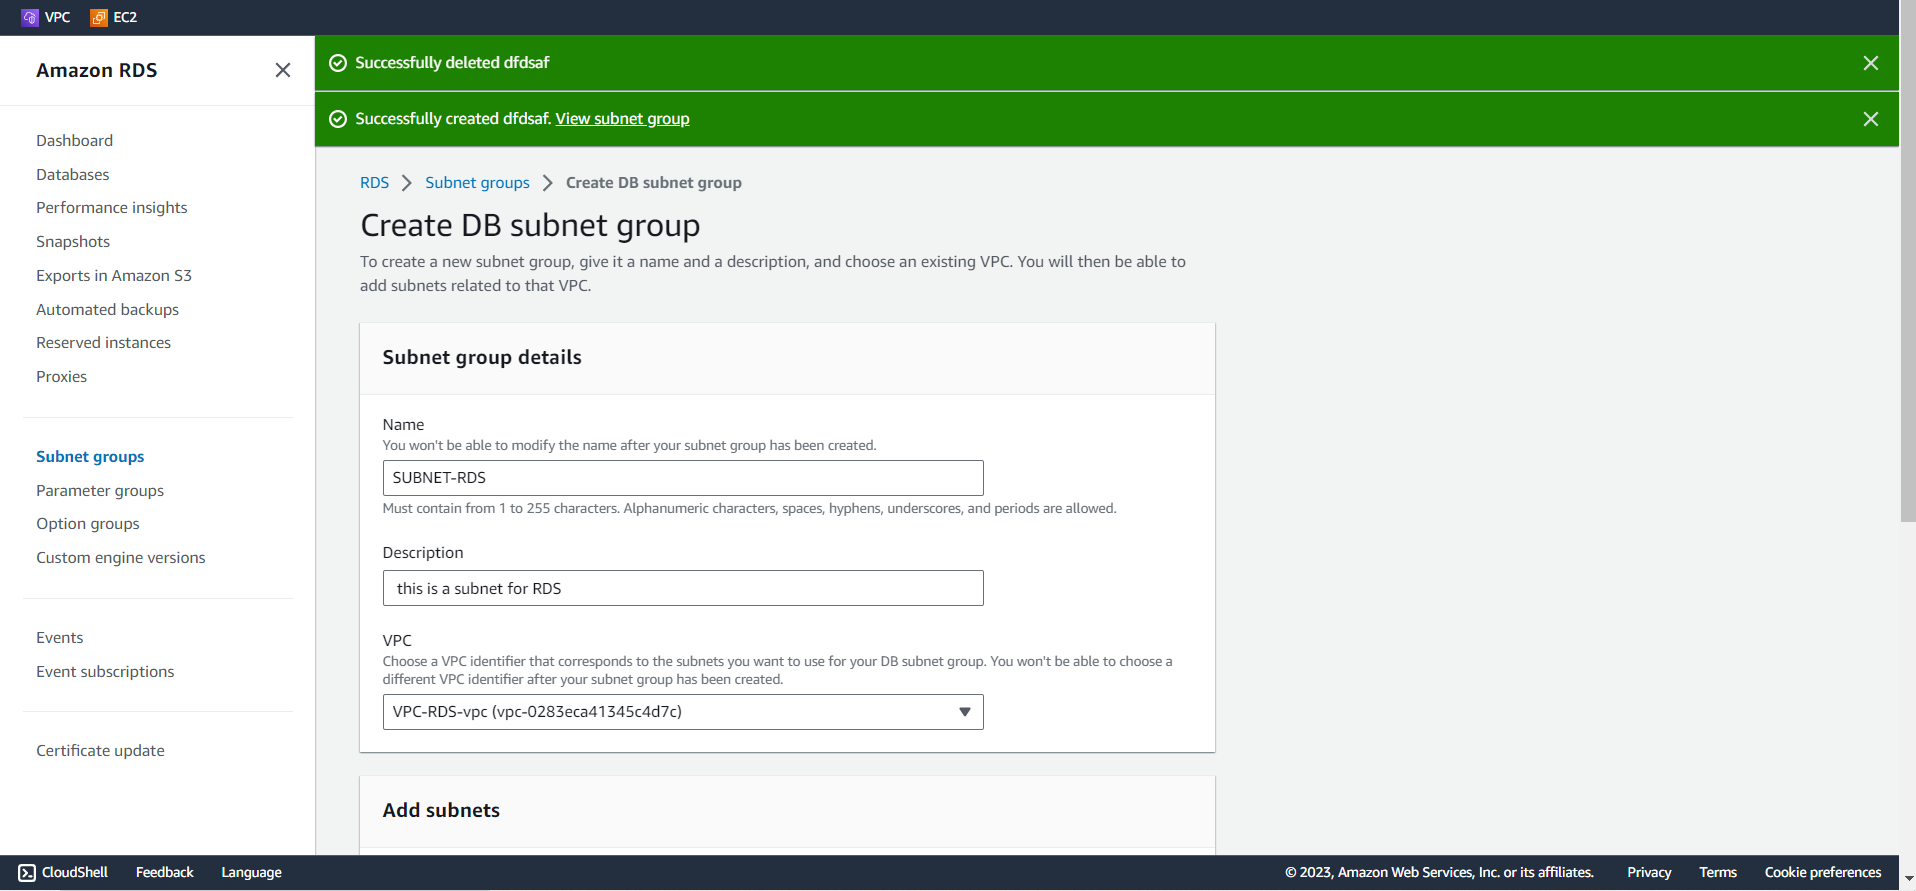 VPC EC2
Amazon RDS
Dashboard
Databases
Performance insights
Snapshots
Exports in Amazon S3
Automated backups
Reserved instances
Proxies
Subnet groups
Parameter groups
Option groups
Custom engine versions
Events
Event subscriptions
Certificate update
Successfully deleted dfdsaf
Successfully created dfdsaf. View subnet group
RDS Subnet groups Create DB subnet group
Create DB subnet group
To create a new subnet group, give it a name and a description, and choose an existing VPC. You will then be able to
add subnets related to that VPC.
Subnet group details
Name
You won't be able to modify the name after your subnet group has been created.
SUBNET-RDS
Must contain from 1 to 255 characters. Alphanumeric characters, spaces, hyphens, underscores, and periods are allowed.
Description
this is a subnet for RDS
VPC
Choose a VPC identifier that corresponds to the subnets you want to use for your DB subnet group. You won't be able to choose a
different VPC identifier after your subnet group has been created.
VPC-RDS-vpc (vpc-0283eca41345c4d7c)
Add subnets
CloudShell Feedback Language © 2023, Amazon Web Services, Inc. or its affiliates. Privacy Terms Cookie preferences